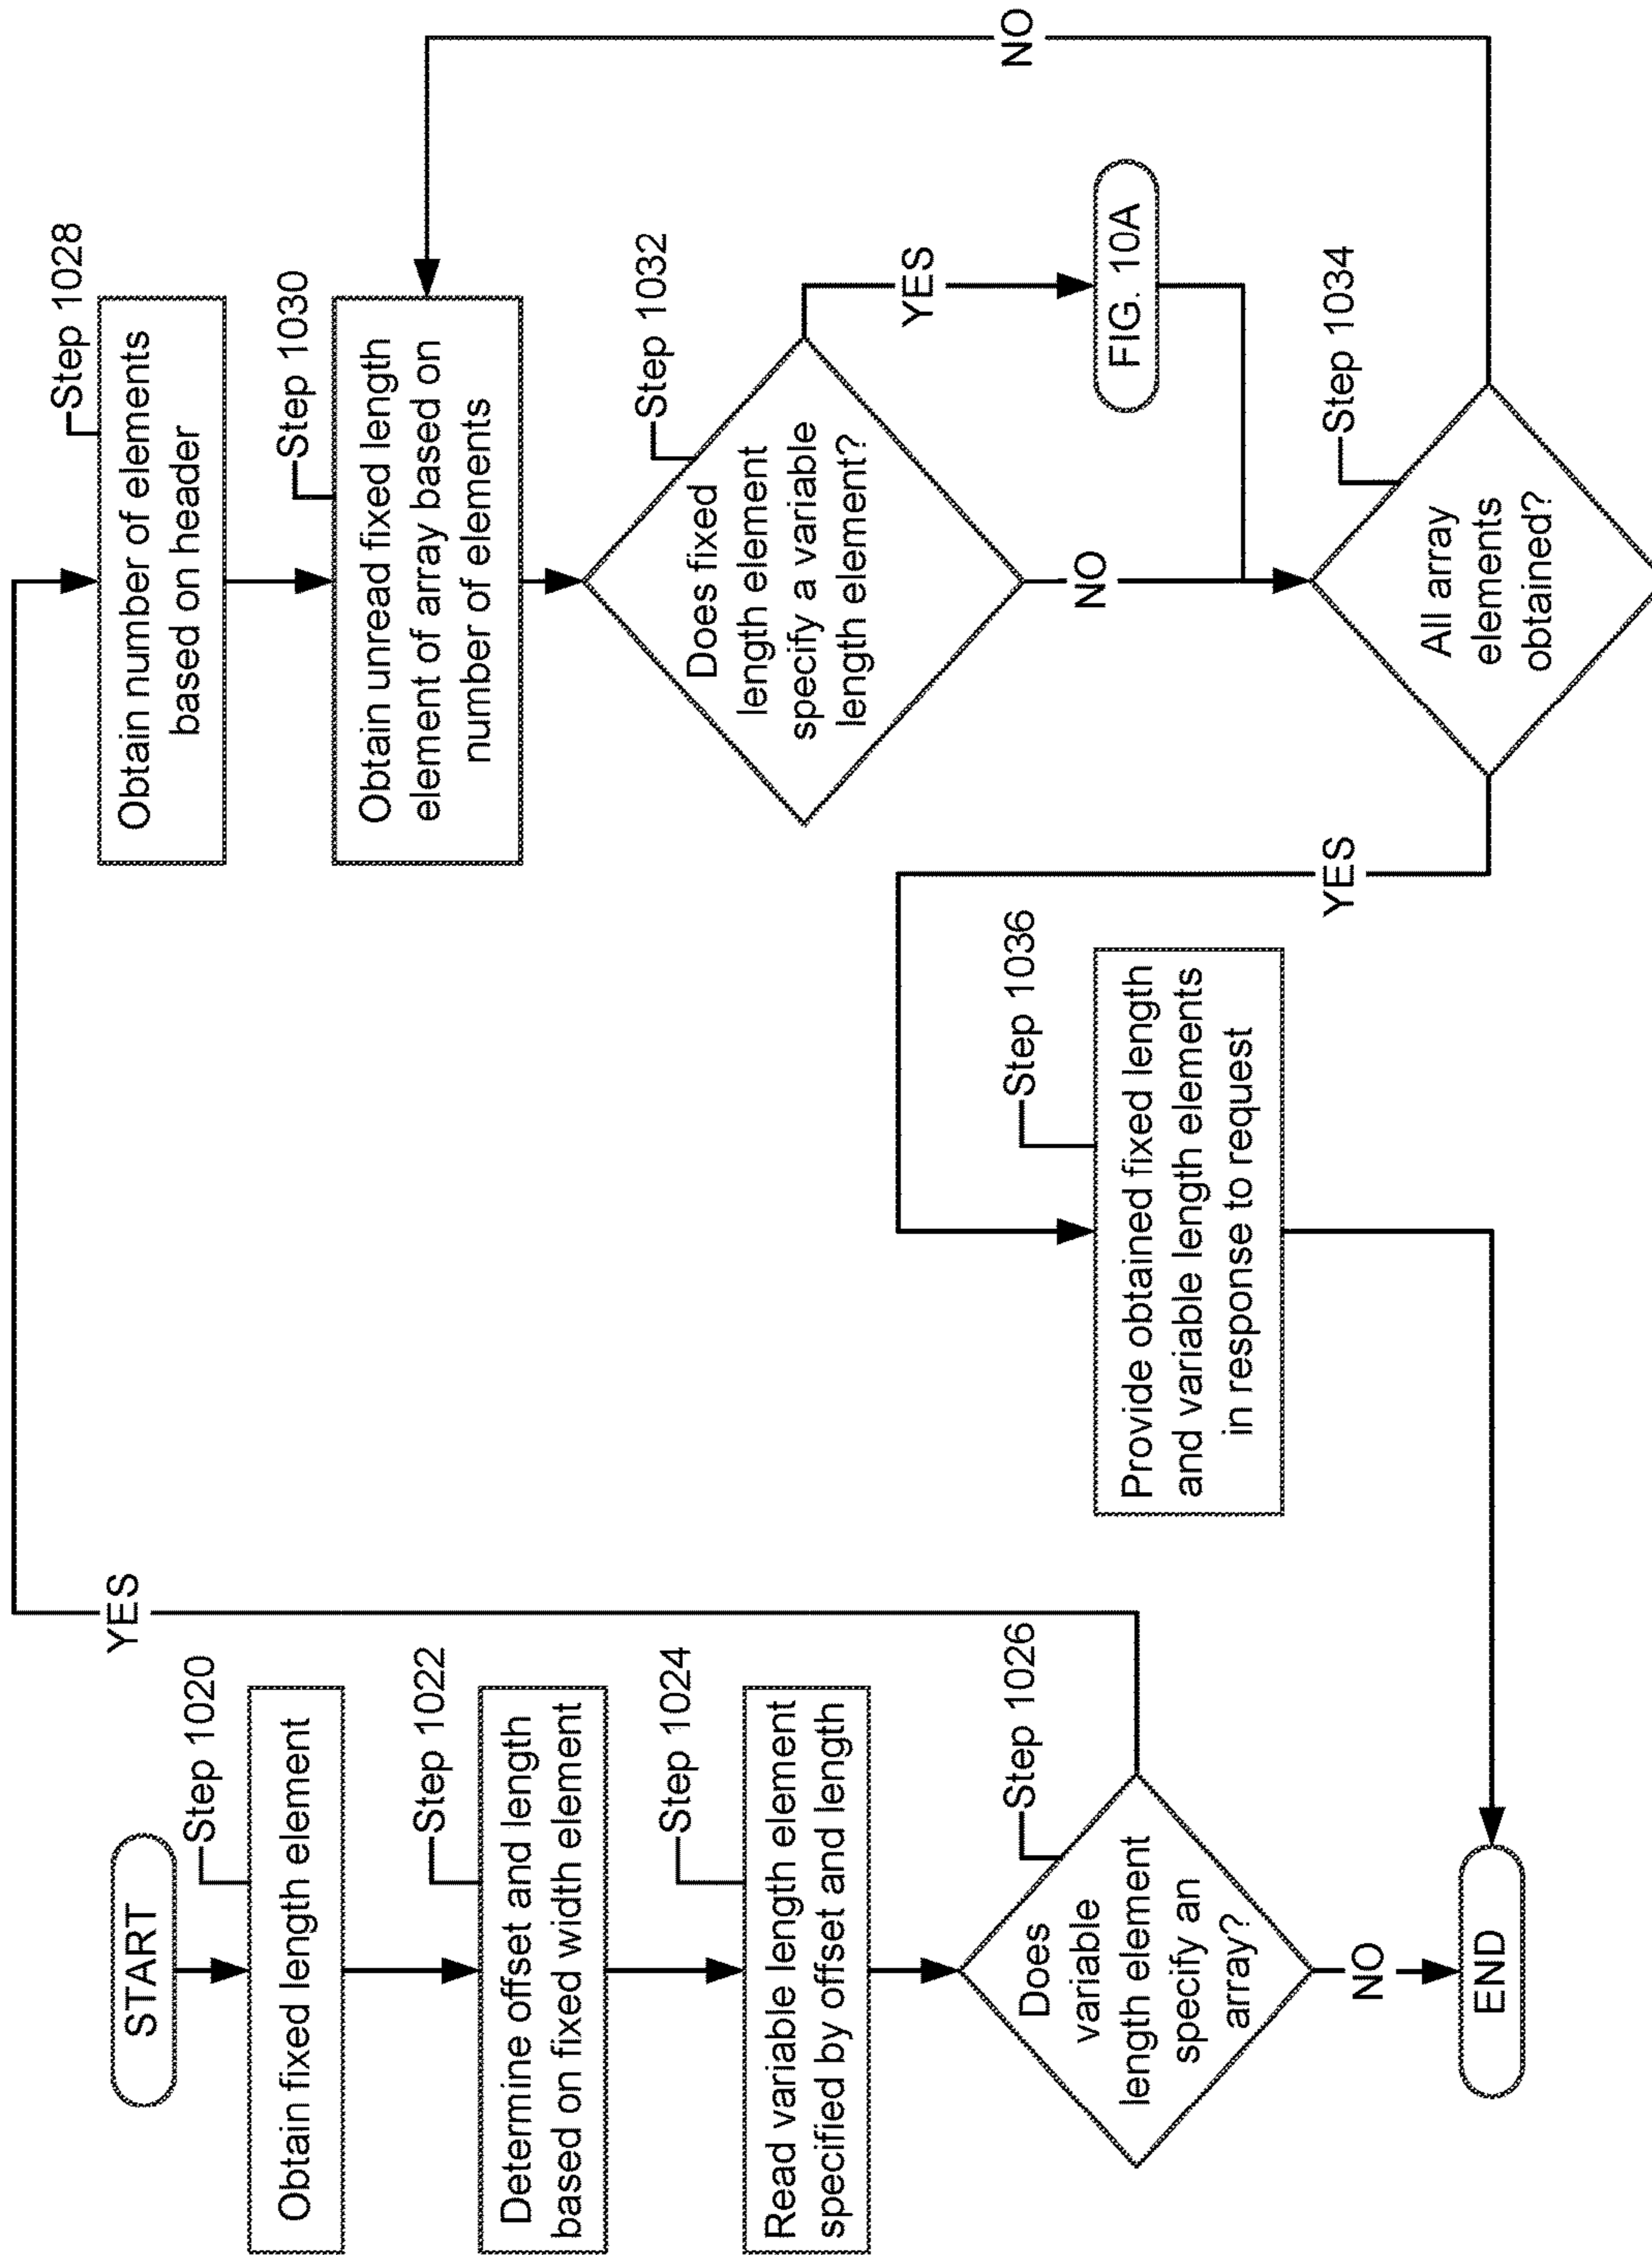 START
Step 1020
Obtain fixed length element
Step 1022
Determine offset and length
based on fixed width element
Step 1024
Read variable length element
specified by offset and length
Step 1026
Does
variable
length element
specify an
array?
YES
NO
END
Step 1028
Obtain number of elements
based on header
Step 1030
Obtain unread fixed length
element of array based on
number of elements
Step 1032
Does fixed
length element
specify a variable
length element?
YES
FIG. 10A
NO
Step 1034
All array
elements
obtained?
NO
YES
Step 1036
Provide obtained fixed length
and variable length elements
in response to request